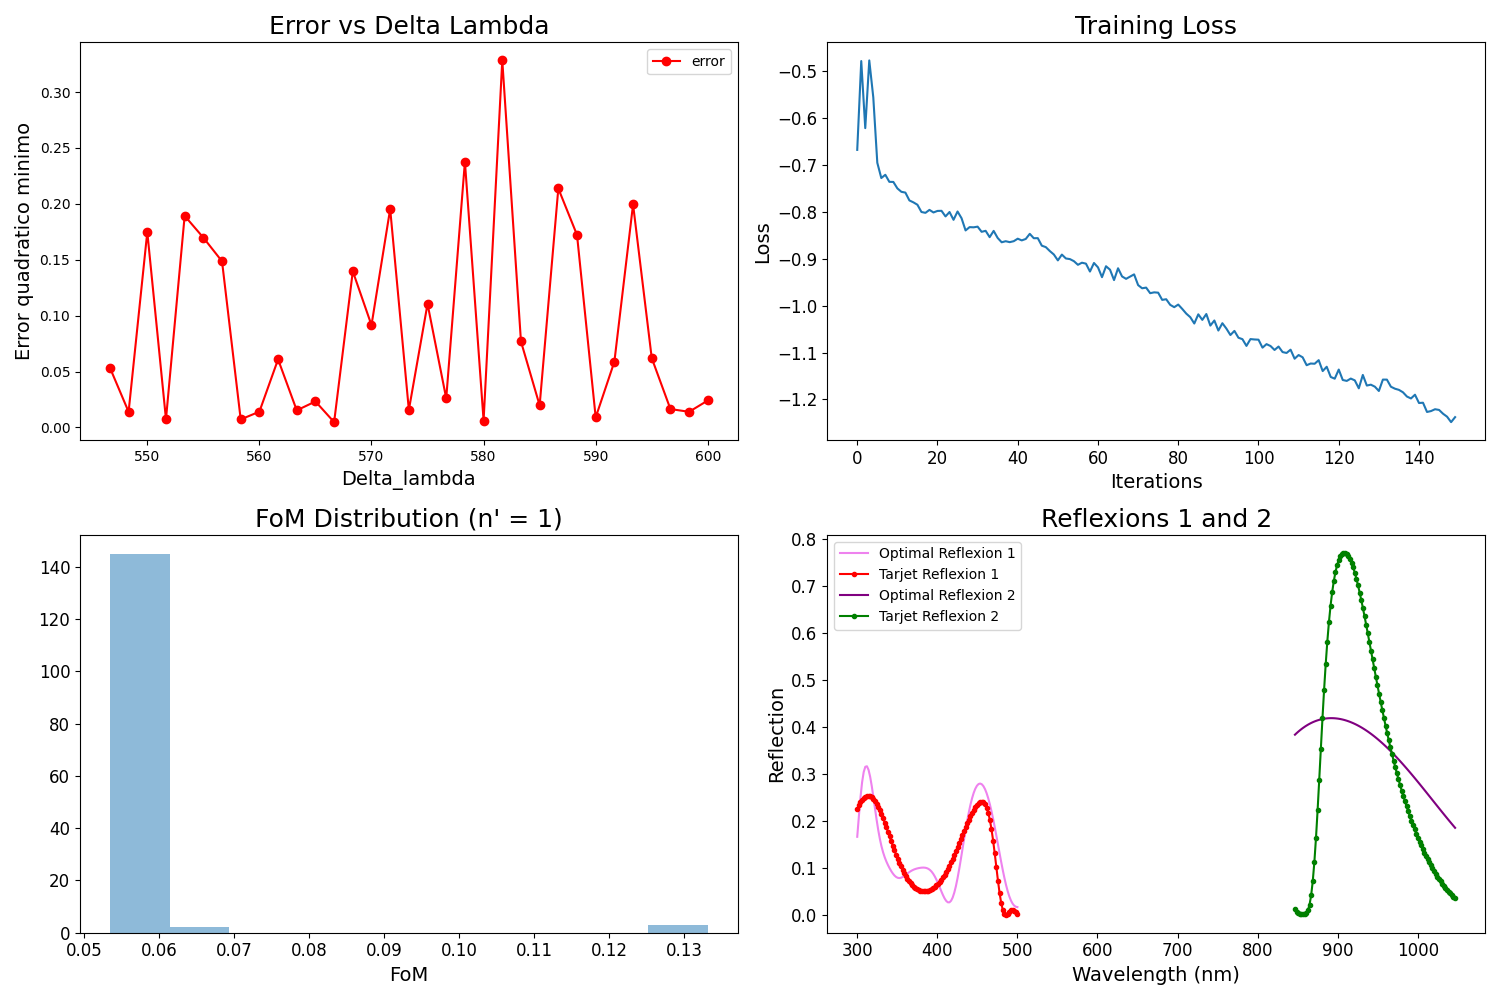 Error vs Delta Lambda
error
Error quadratico minimo
0.30
0.25
0.20
0.15
0.10
0.05
0.00
550 560 570 580 590 600
Delta_lambda
Training Loss
Loss
−0.5
−0.6
−0.7
−0.8
−0.9
−1.0
−1.1
−1.2
0 20 40 60 80 100 120 140
Iterations
FoM Distribution (n' = 1)
140
120
100
80
60
40
20
0
0.05 0.06 0.07 0.08 0.09 0.10 0.11 0.12 0.13
FoM
Reflexions 1 and 2
Optimal Reflexion 1
Tarjet Reflexion 1
Optimal Reflexion 2
Tarjet Reflexion 2
Reflection
0.8
0.7
0.6
0.5
0.4
0.3
0.2
0.1
0.0
300 400 500 600 700 800 900 1000
Wavelength (nm)